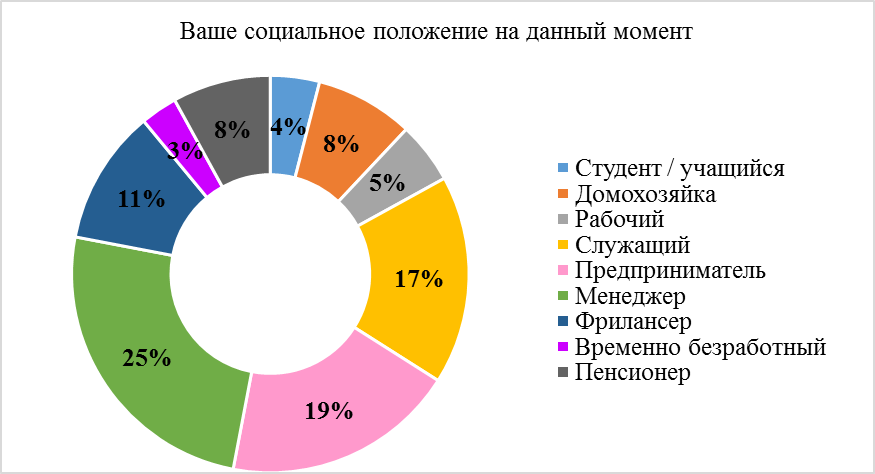 Ваше социальное положение на данный момент
4%
8%
5%
17%
19%
25%
11%
3%
8%
Студент / учащийся
Домохозяйка
Рабочий
Служащий
Предприниматель
Менеджер
Фрилансер
Временно безработный
Пенсионер